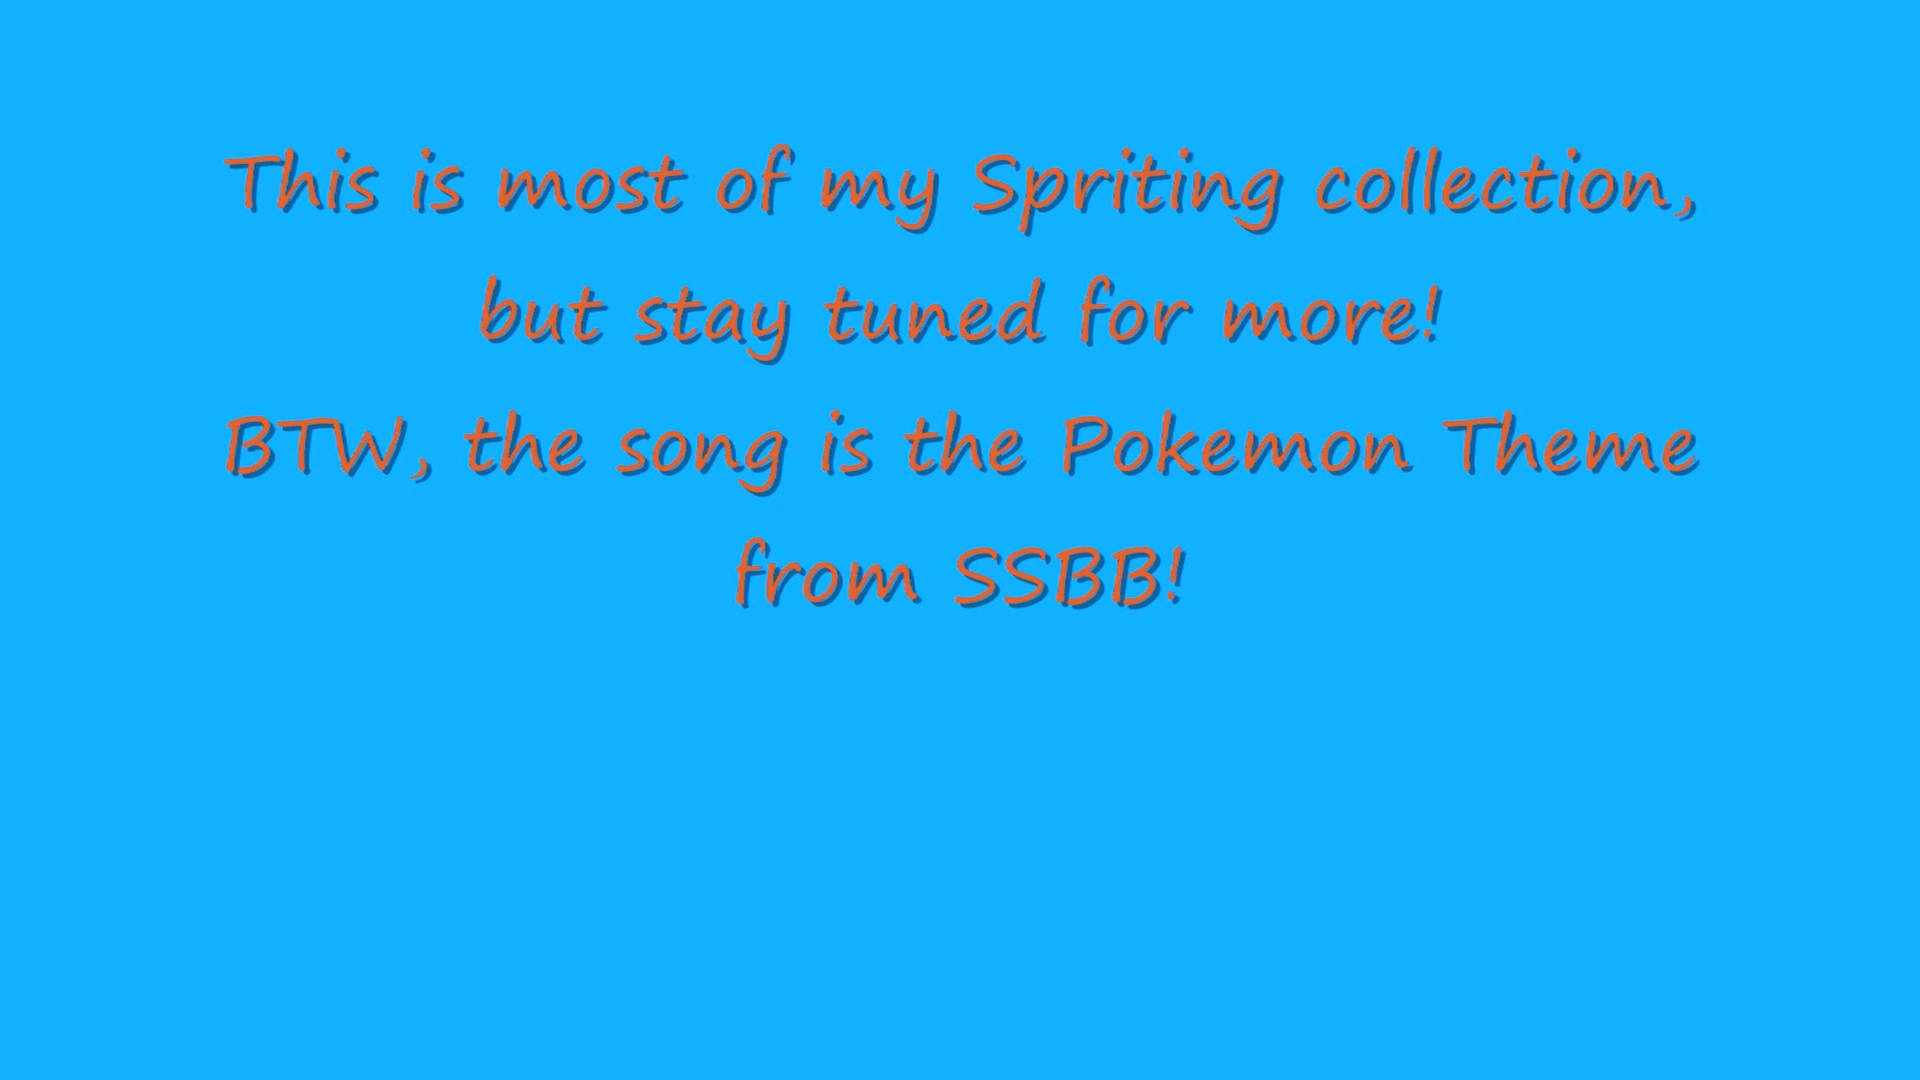 This is most of my Spriting collection,
but stay tuned for more!
BTW, the song is the Pokemon Theme
from SSBB!